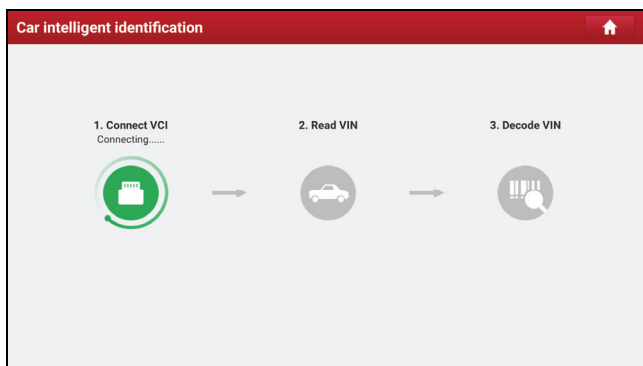 Car intelligent identification
1. Connect VCI
Connecting......
2. Read VIN
3. Decode VIN